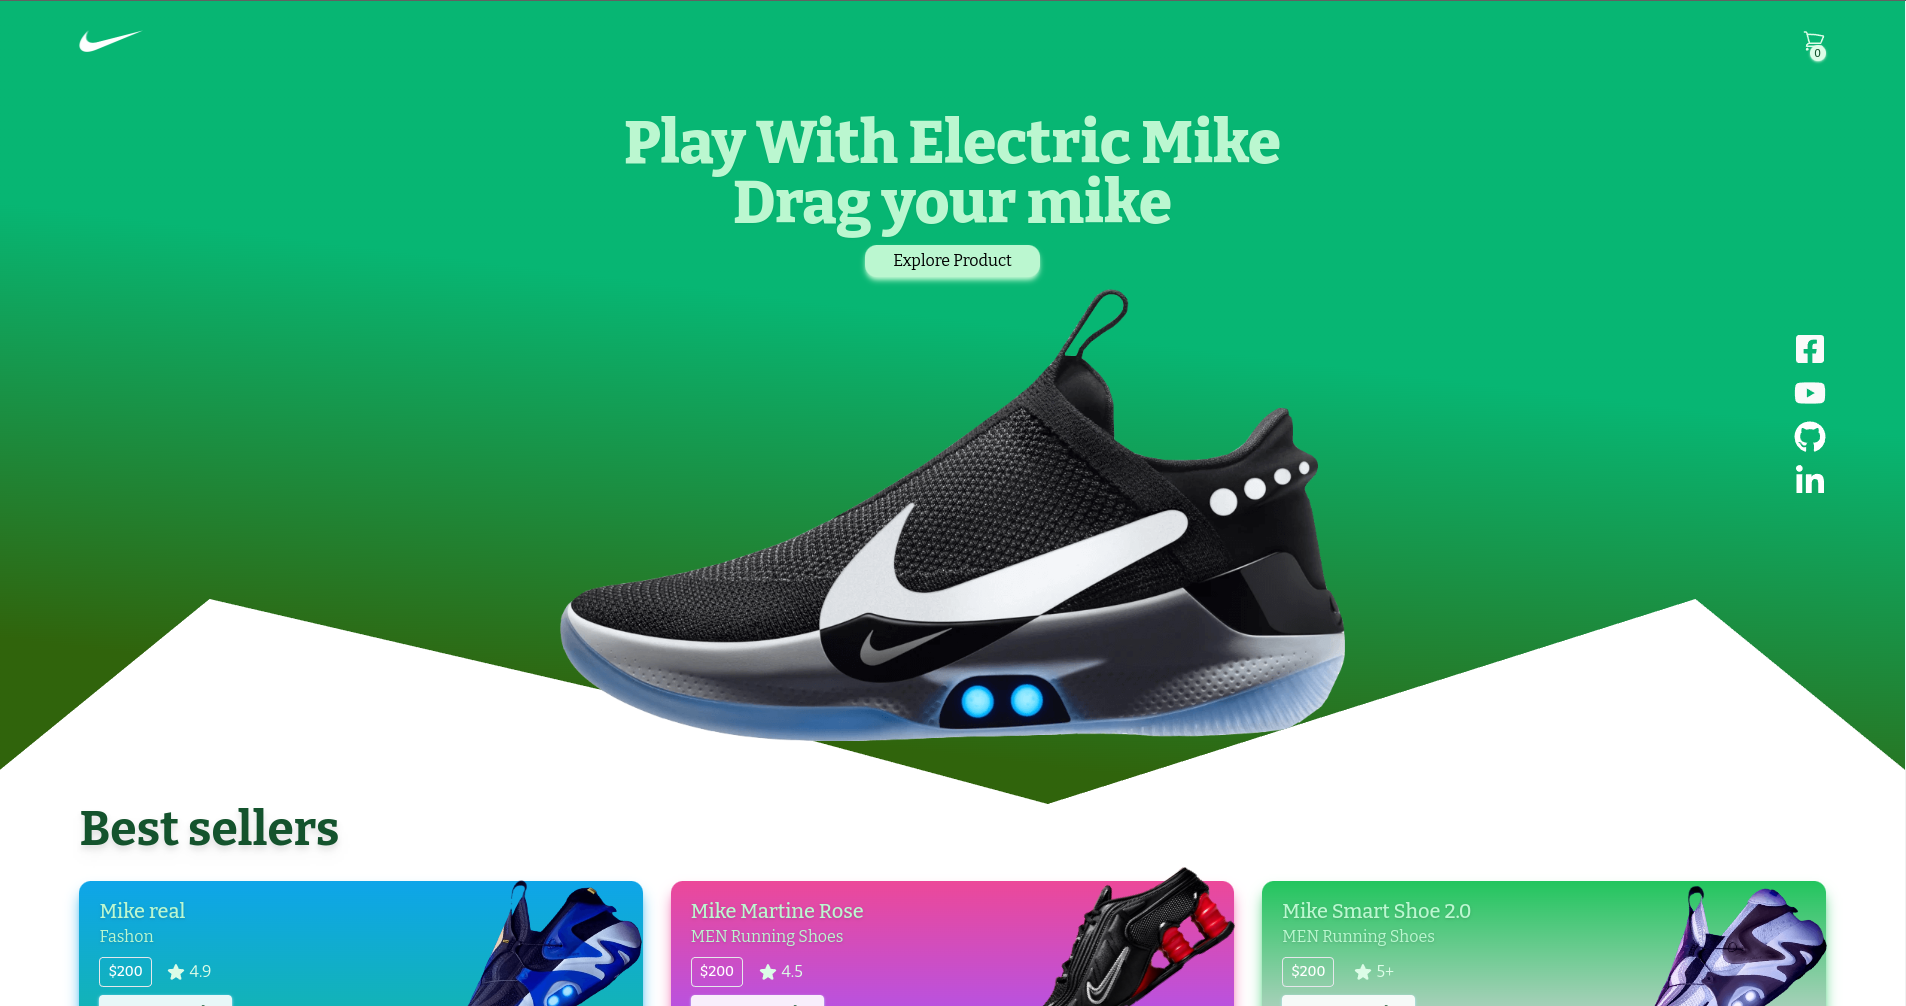 0
Play With Electric Mike
Drag your mike
Explore Product
Best sellers
Mike real
Fashon
$200 4.9
Mike Martine Rose
MEN Running Shoes
$200 4.5
Mike Smart Shoe 2.0
MEN Running Shoes
$200 5+